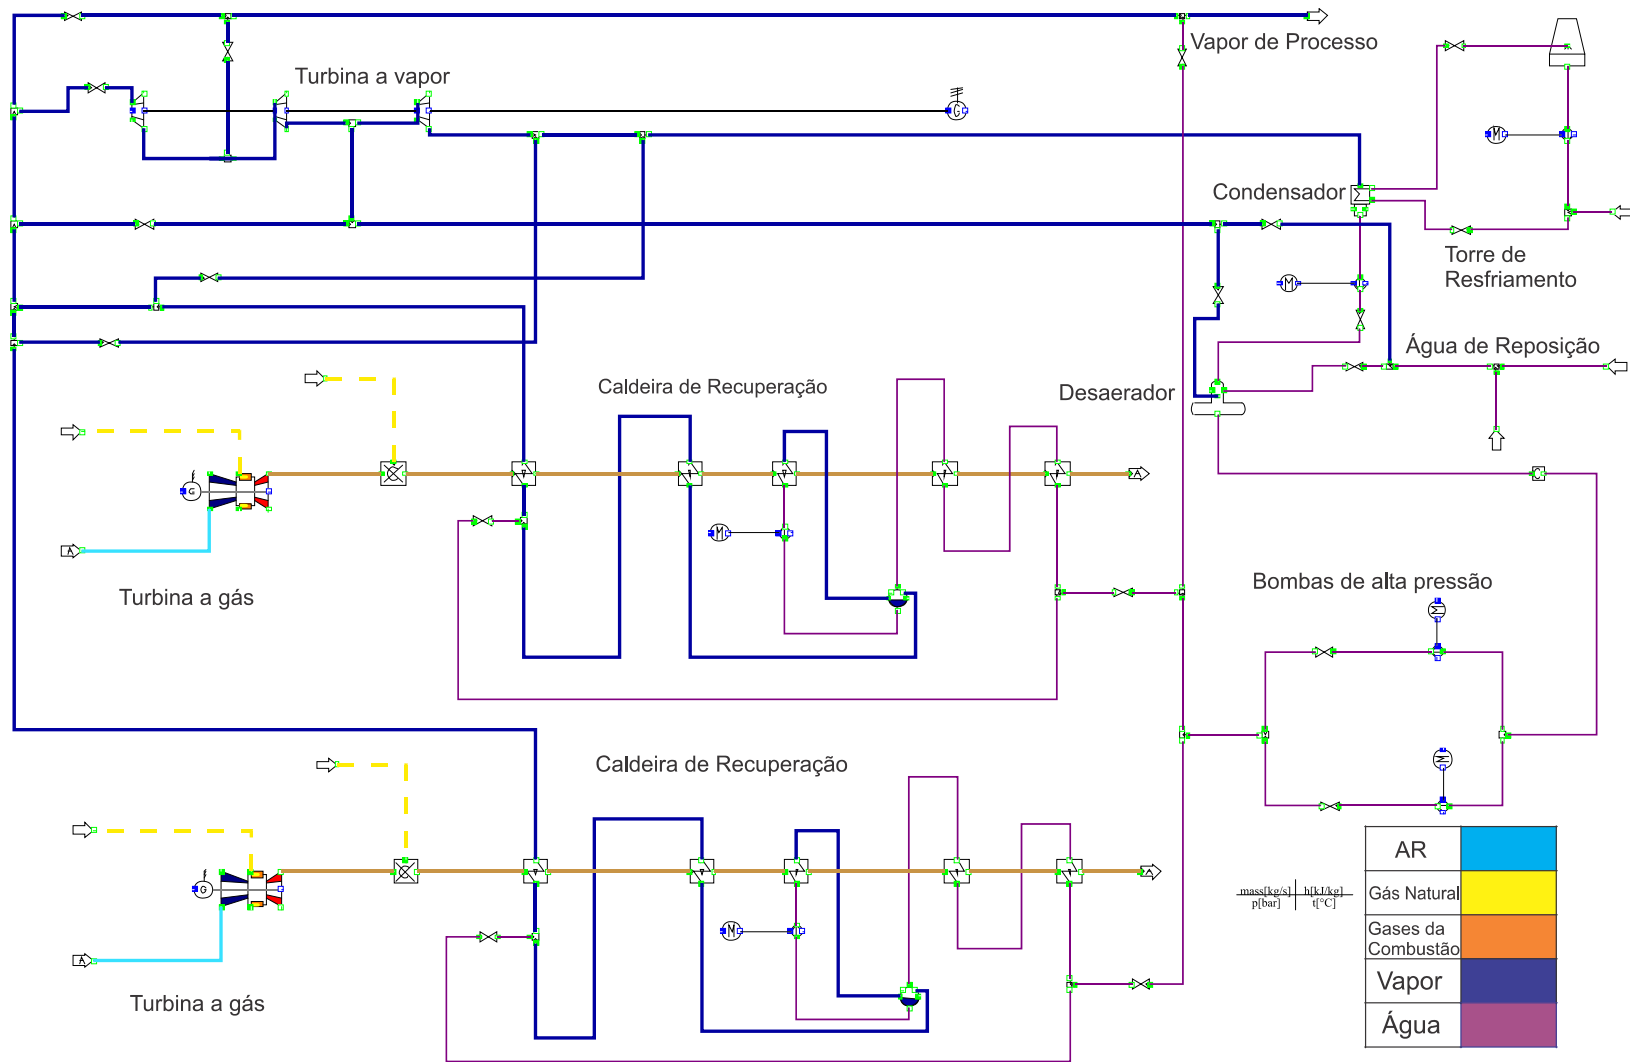 Vapor de Processo
Turbina a vapor
G
M
Condensador
Torre de
Resfriamento
M
Água de Reposição
Caldeira de Recuperação
Desaerador
A
G
M
A
Turbina a gás
Bombas de alta pressão
M
Caldeira de Recuperação
M
A
G
M
A
Turbina a gás
mass[kg/s] h[kJ/kg]
p[bar] t[°C]
AR
Gás Natural
Gases da
Combustão
Vapor
Água